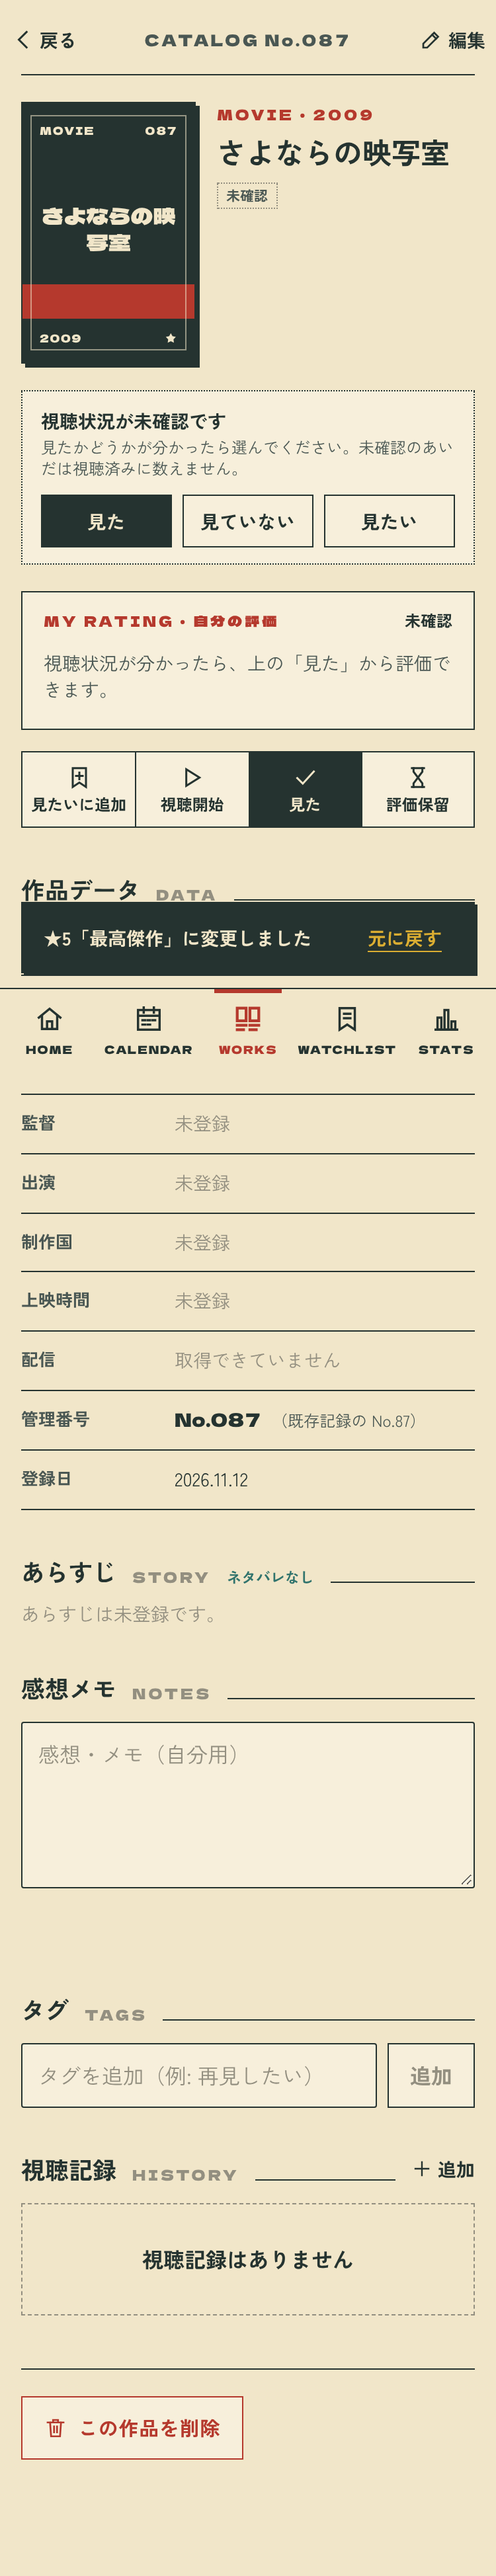 戻る
CATALOG No.087
編集
MOVIE 087
さよならの映
写室
2009 ★
MOVIE・2009
さよならの映写室
未確認
視聴状況が未確認です
見たかどうかが分かったら選んでください。未確認のあい
だは視聴済みに数えません。
見た
見ていない
見たい
MY RATING・自分の評価
未確認
視聴状況が分かったら、上の「見た」から評価で
きます。
見たいに追加
視聴開始
見た
評価保留
作品データ DATA
★5「最高傑作」に変更しました
元に戻す
HOME
CALENDAR
WORKS
WATCHLIST
STATS
監督 未登録
出演 未登録
制作国 未登録
上映時間 未登録
配信 取得できていません
管理番号 No.087 （既存記録の No.87）
登録日 2026.11.12
あらすじ STORY ネタバレなし
あらすじは未登録です。
感想メモ NOTES
感想・メモ（自分用）
タグ TAGS
タグを追加（例: 再見したい）
追加
視聴記録 HISTORY
＋ 追加
視聴記録はありません
この作品を削除